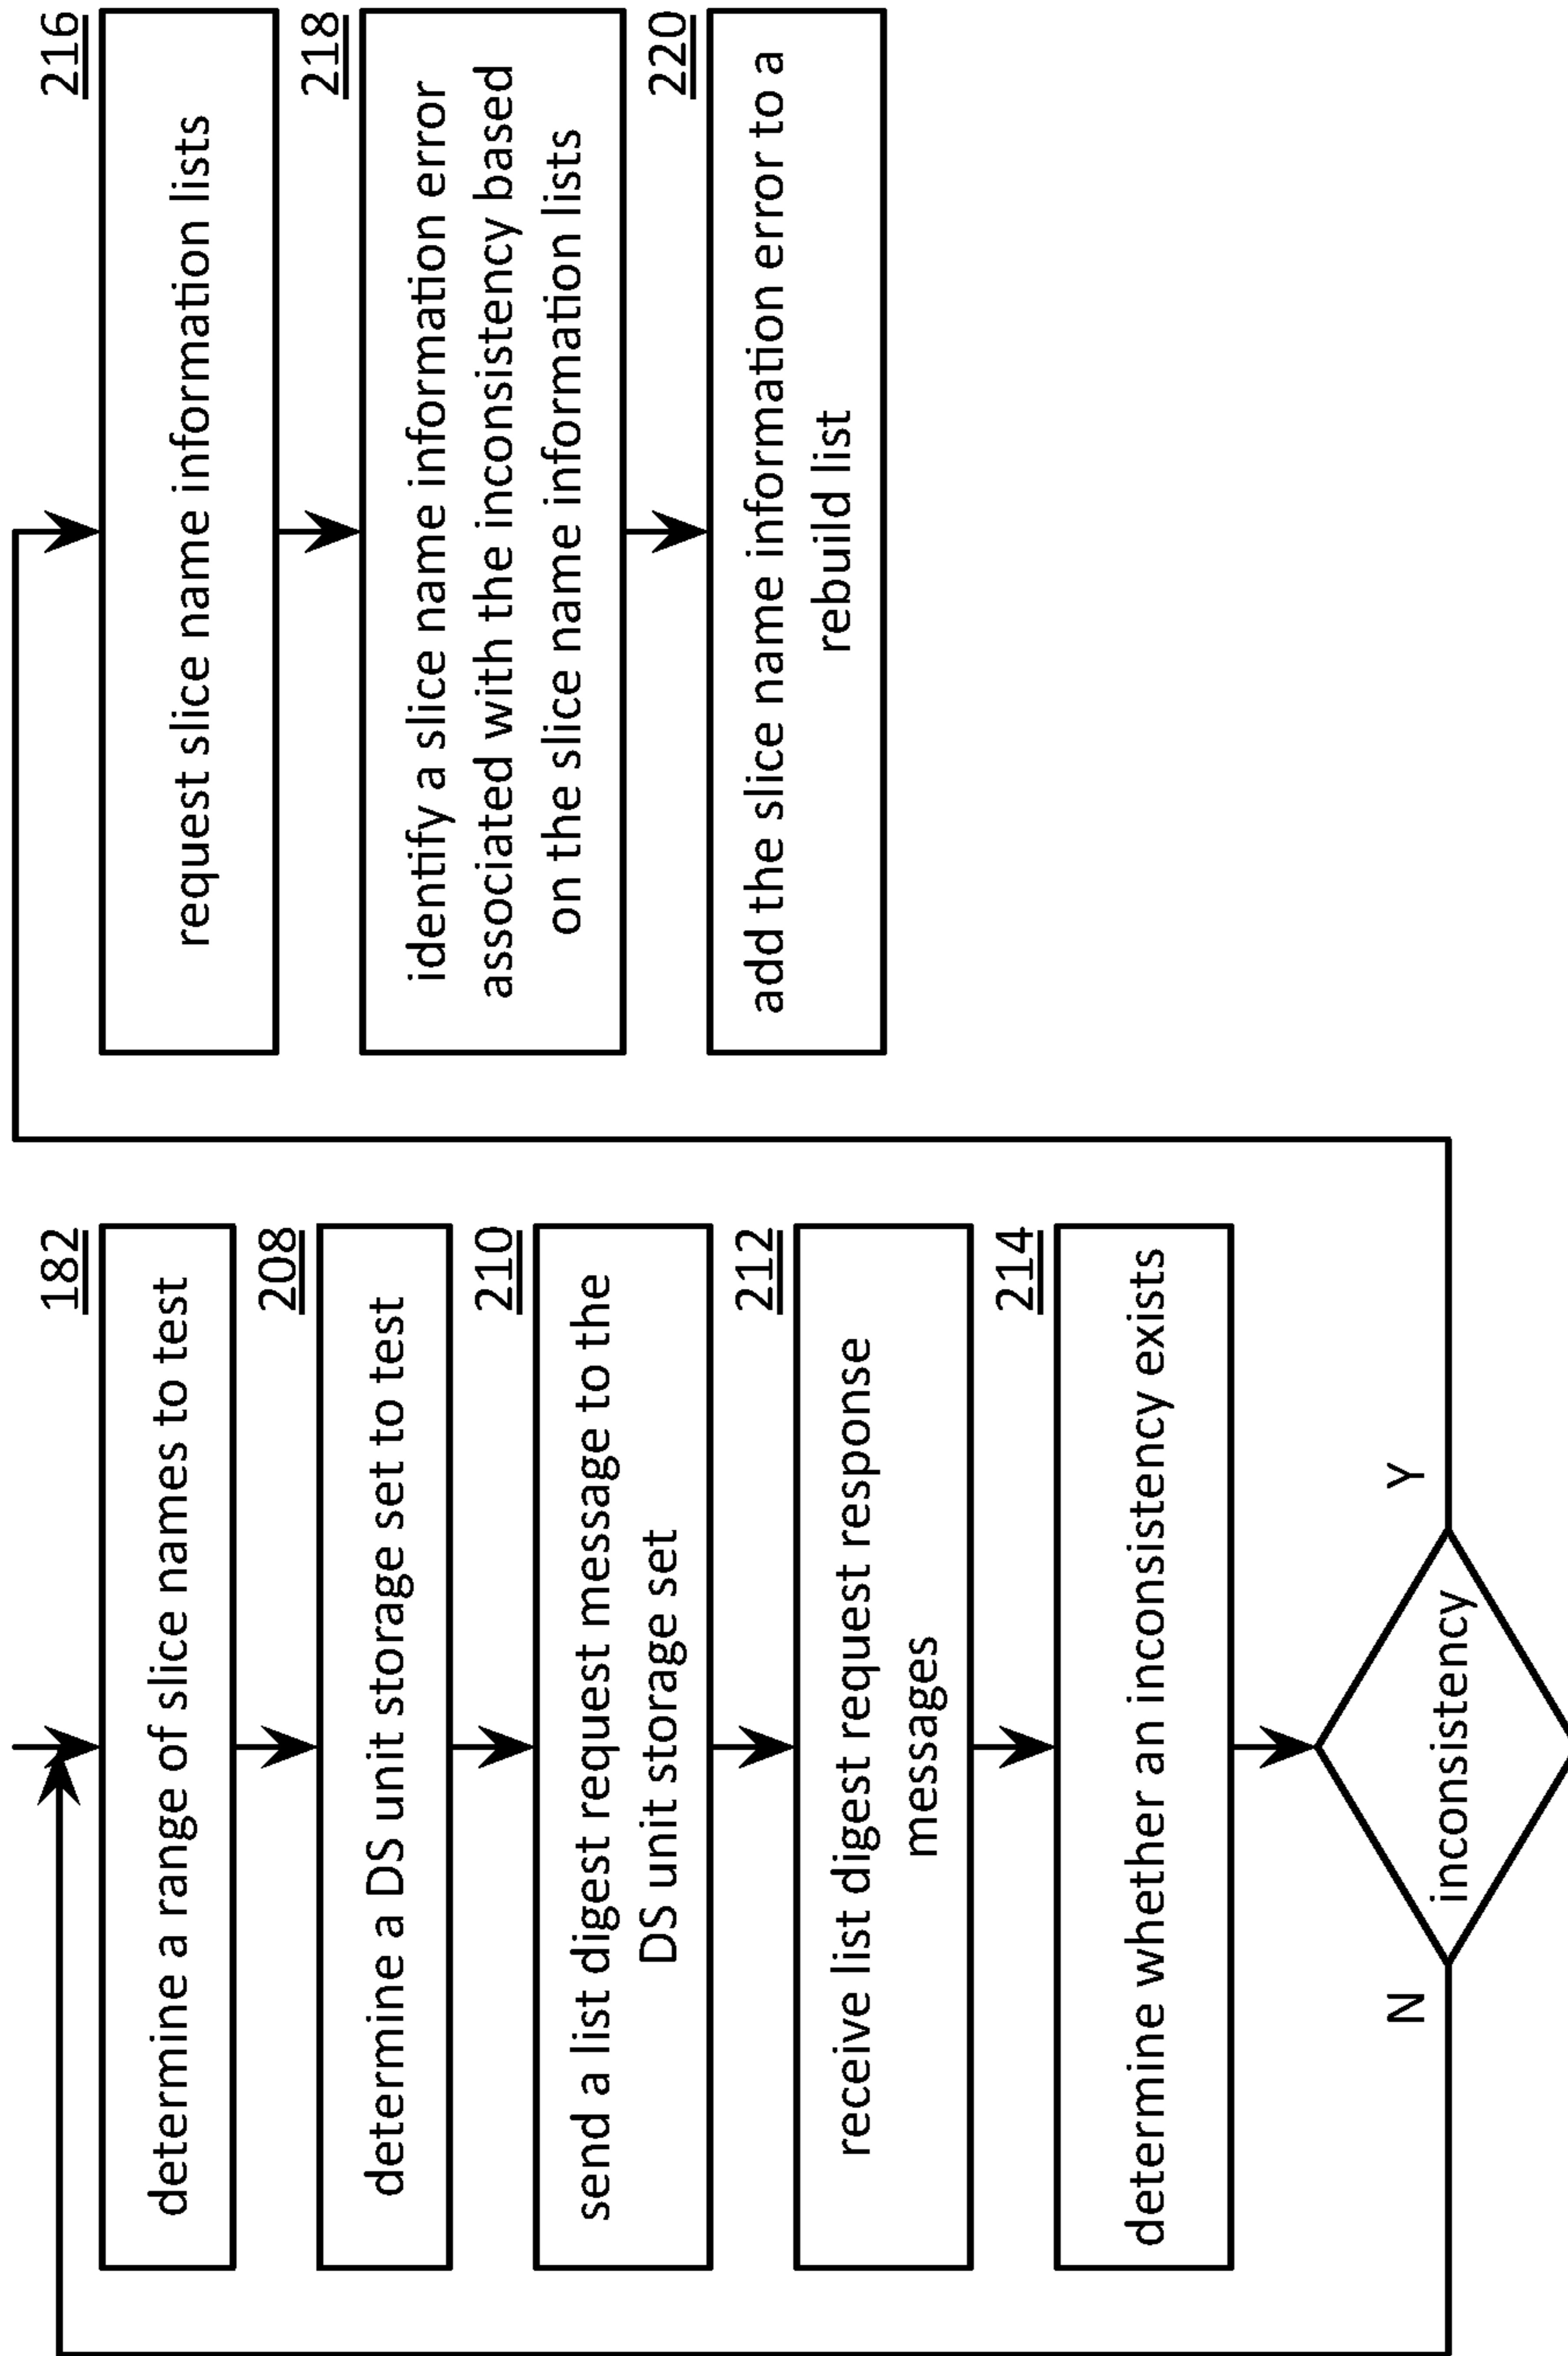 182
determine a range of slice names to test
208
determine a DS unit storage set to test
210
send a list digest request message to the
DS unit storage set
212
receive list digest request response
messages
214
determine whether an inconsistency exists
N
inconsistency
Y
216
request slice name information lists
218
identify a slice name information error
associated with the inconsistency based
on the slice name information lists
220
add the slice name information error to a
rebuild list